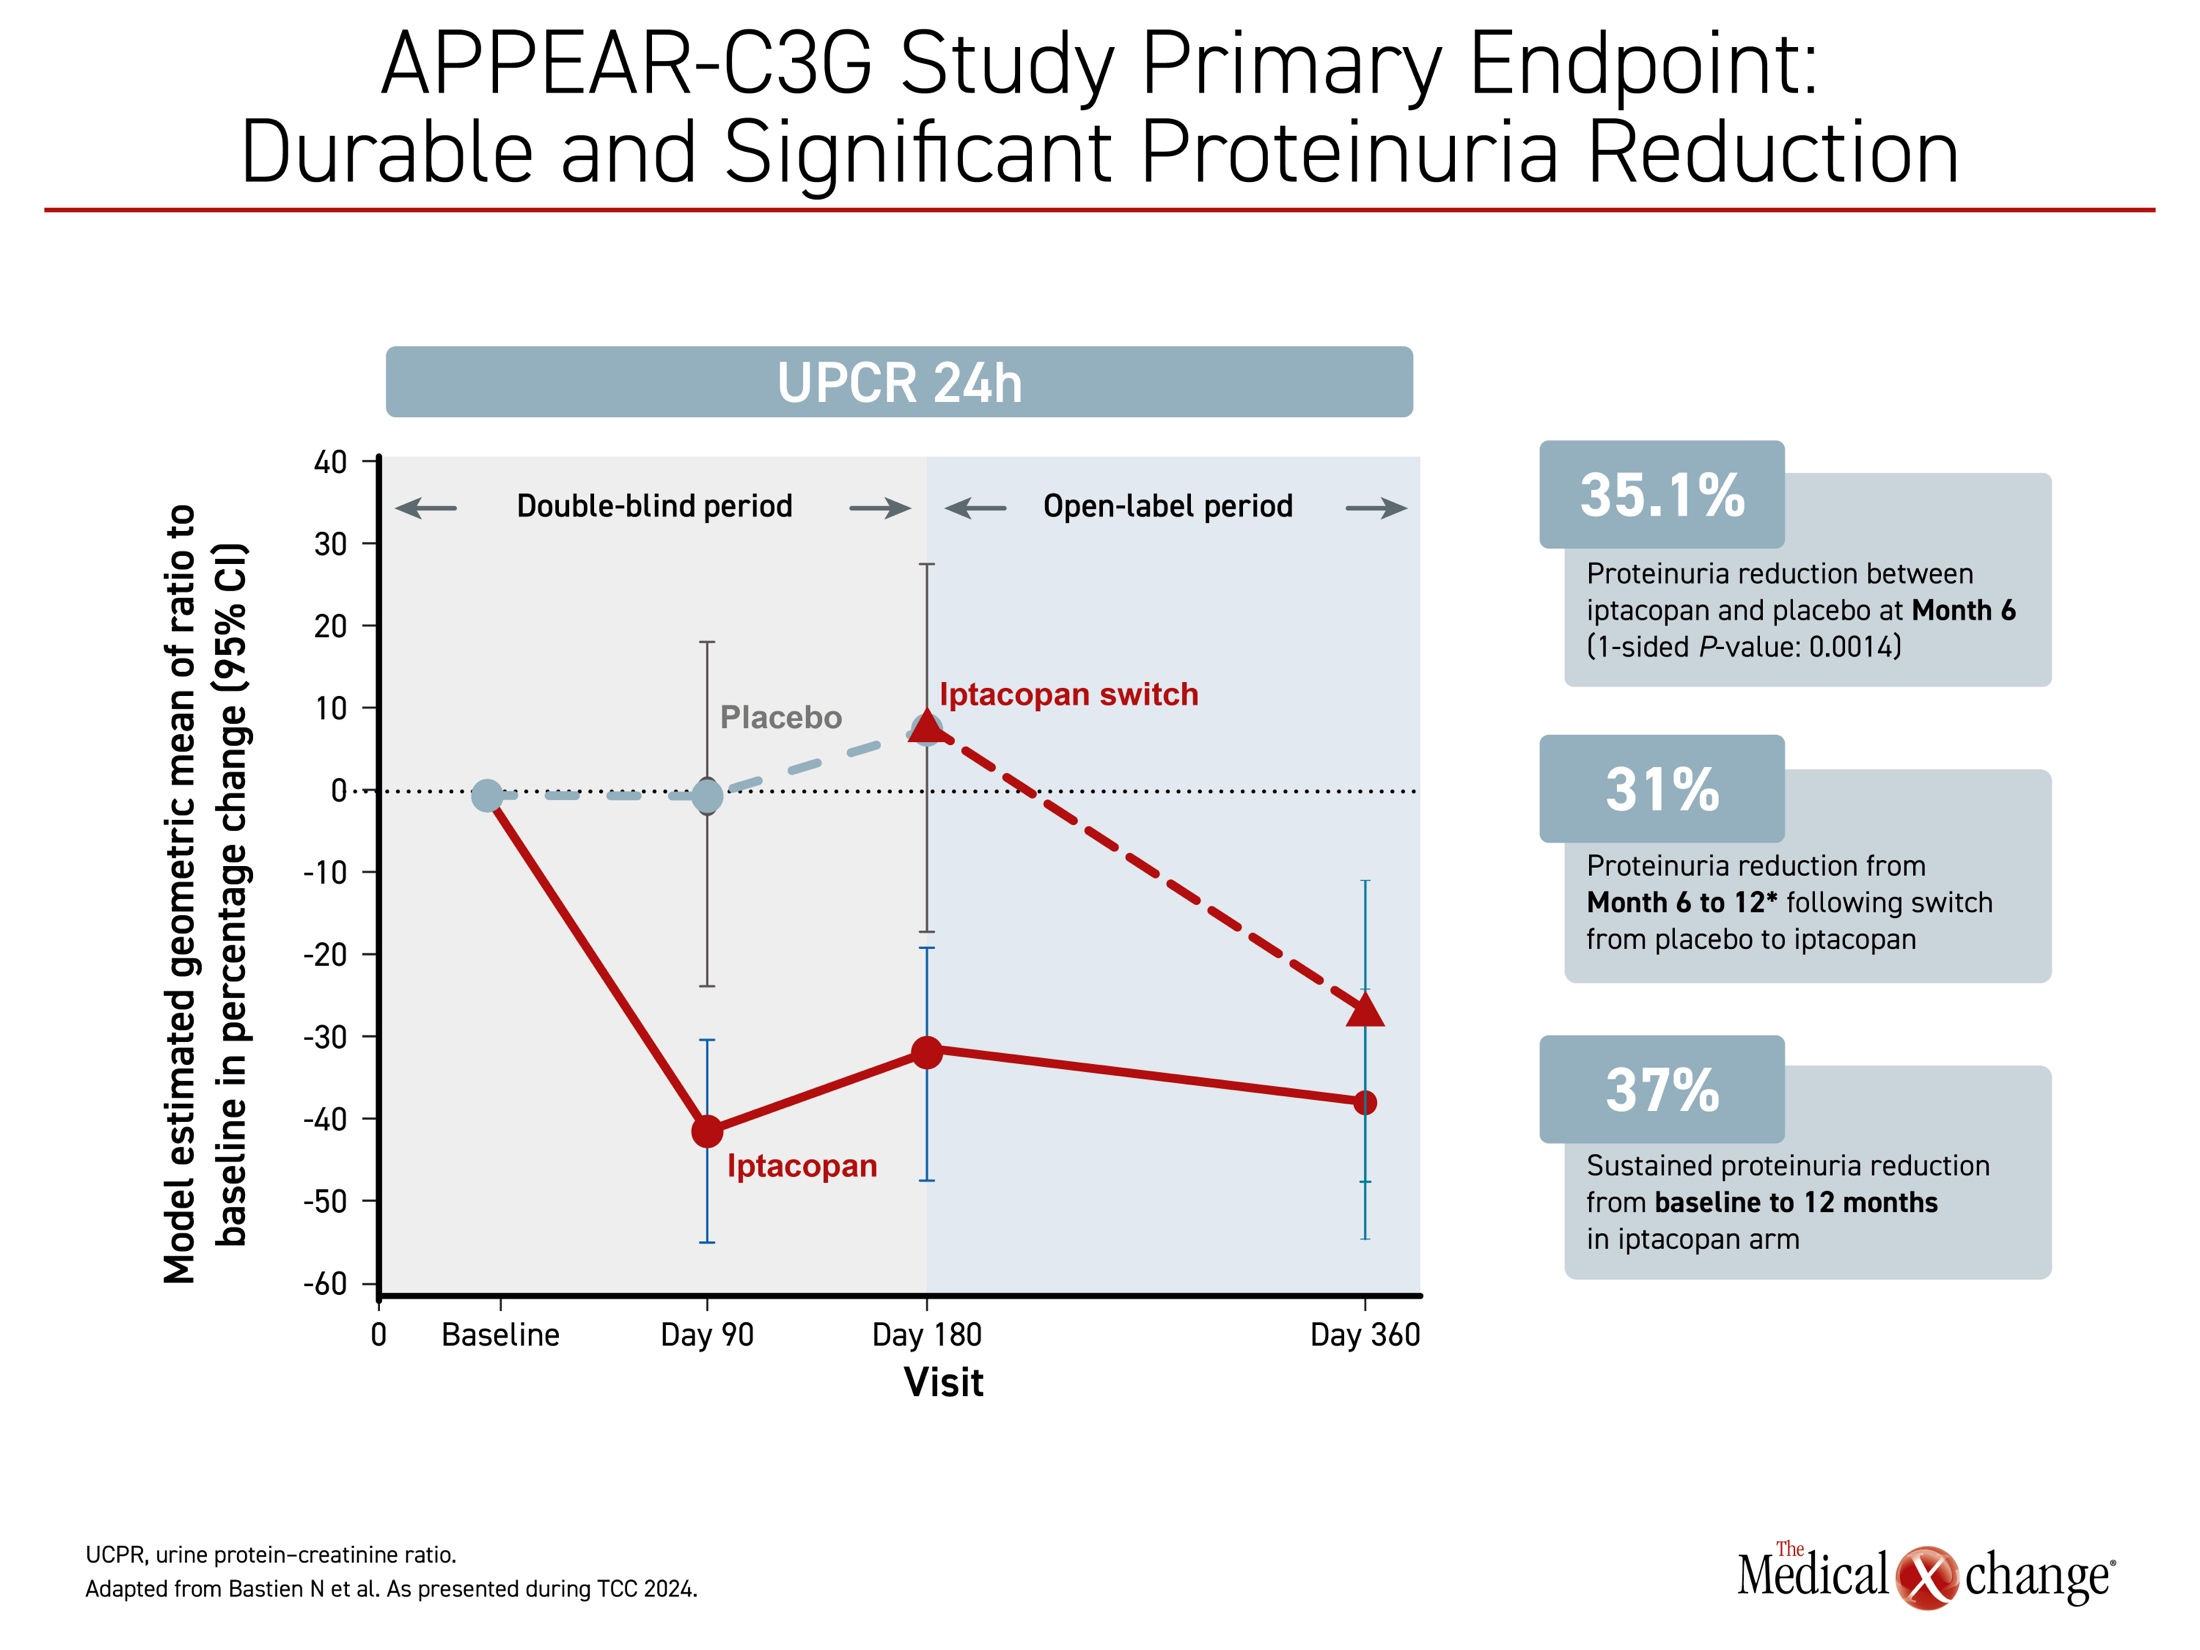 APPEAR-C3G Study Primary Endpoint:
Durable and Significant Proteinuria Reduction
UPCR 24h
Model estimated geometric mean of ratio to
baseline in percentage change (95% CI)
40
30
20
10
0
-10
-20
-30
-40
-50
-60
Double-blind period
Open-label period
Placebo
Iptacopan switch
Iptacopan
0
Baseline
Day 90
Day 180
Day 360
Visit
35.1%
Proteinuria reduction between
iptacopan and placebo at Month 6
(1-sided P-value: 0.0014)
31%
Proteinuria reduction from
Month 6 to 12* following switch
from placebo to iptacopan
37%
Sustained proteinuria reduction
from baseline to 12 months
in iptacopan arm
UCPR, urine protein–creatinine ratio.
Adapted from Bastien N et al. As presented during TCC 2024.
The
Medical X change®